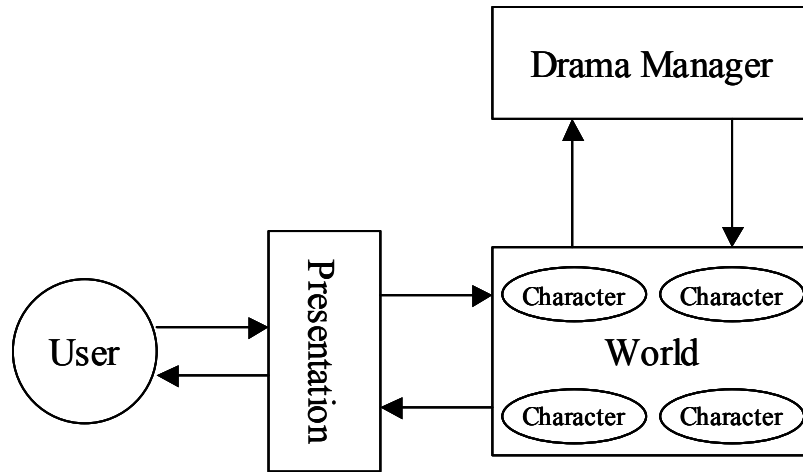 Drama Manager
Presentation
Character
Character
User
World
Character
Character